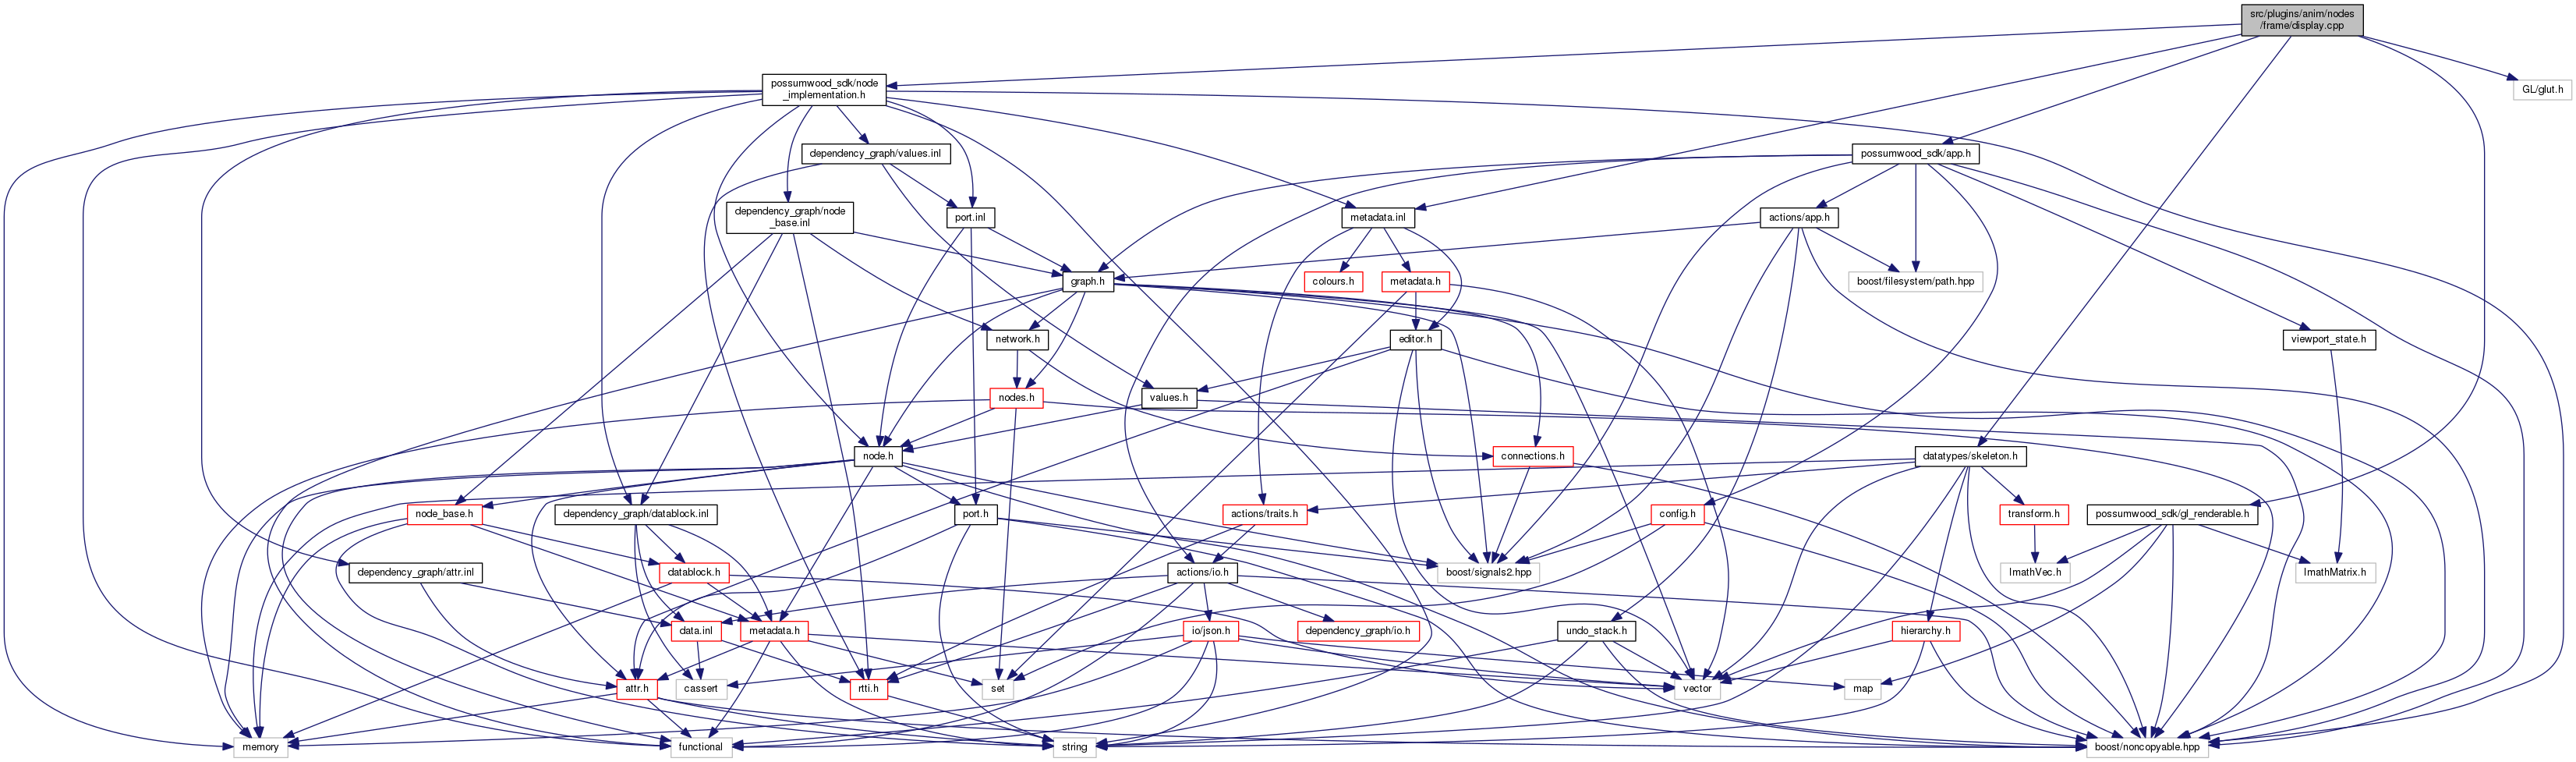 src/plugins/anim/nodes
/frame/display.cpp
possumwood_sdk/node
_implementation.h
GL/glut.h
dependency_graph/values.inl
possumwood_sdk/app.h
dependency_graph/node
_base.inl
port.inl
metadata.inl
actions/app.h
graph.h
colours.h
metadata.h
boost/filesystem/path.hpp
network.h
editor.h
viewport_state.h
nodes.h
values.h
node.h
connections.h
datatypes/skeleton.h
node_base.h
dependency_graph/datablock.inl
port.h
actions/traits.h
config.h
transform.h
possumwood_sdk/gl_renderable.h
dependency_graph/attr.inl
datablock.h
actions/io.h
boost/signals2.hpp
ImathVec.h
ImathMatrix.h
data.inl
metadata.h
io/json.h
dependency_graph/io.h
undo_stack.h
hierarchy.h
attr.h
cassert
rtti.h
set
vector
map
memory
functional
string
boost/noncopyable.hpp